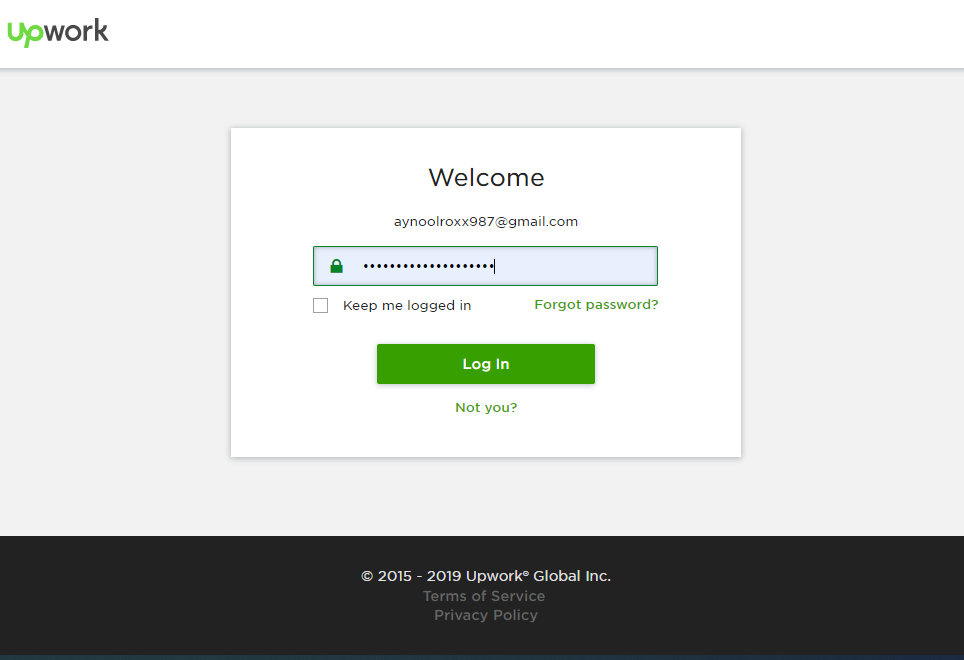 upwork
Welcome
aynoolroxx987@gmail.com
••••••••••••••••••••
Keep me logged in
Forgot password?
Log In
Not you?
© 2015 - 2019 Upwork® Global Inc.
Terms of Service
Privacy Policy